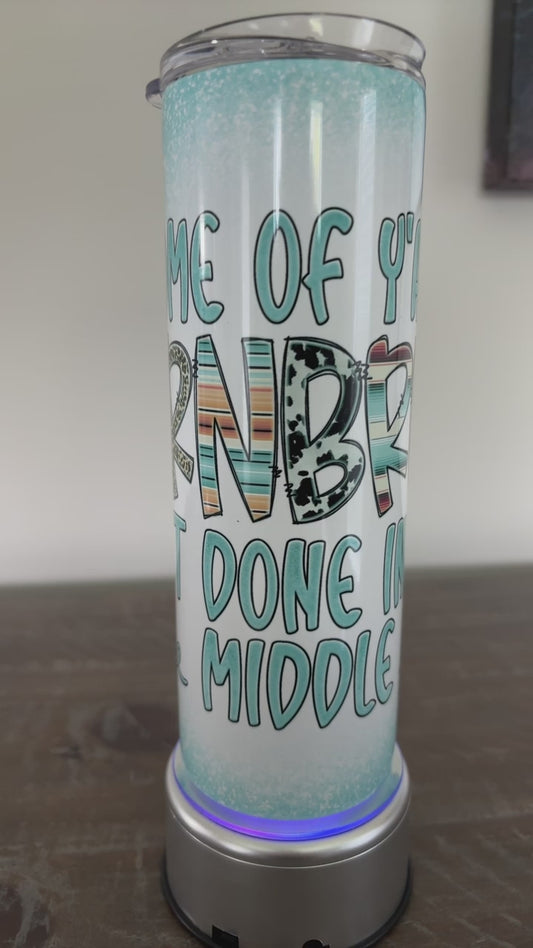 ME OF Y'
RNBR
T DONE IN
MIDDLE